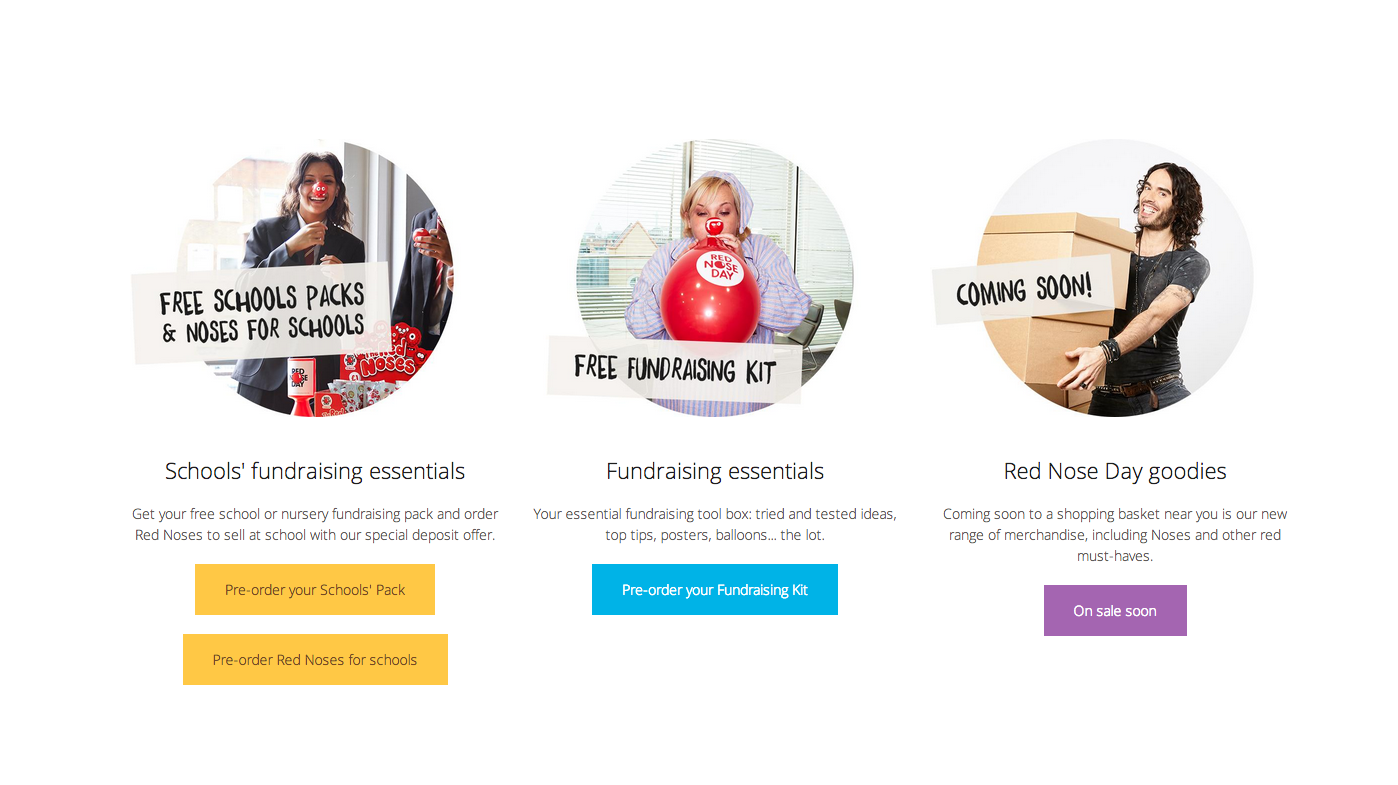 FREE SCHOOLS PACKS
& NOSES FOR SCHOOLS
RED
NOSE
DAY
Red
Noses
£1
RED
NOSE
DAY
FREE FUNDRAISING KIT
COMING SOON!
Schools' fundraising essentials
Get your free school or nursery fundraising pack and order
Red Noses to sell at school with our special deposit offer.
Pre-order your Schools' Pack
Pre-order Red Noses for schools
Fundraising essentials
Your essential fundraising tool box: tried and tested ideas,
top tips, posters, balloons... the lot.
Pre-order your Fundraising Kit
Red Nose Day goodies
Coming soon to a shopping basket near you is our new
range of merchandise, including Noses and other red
must-haves.
On sale soon